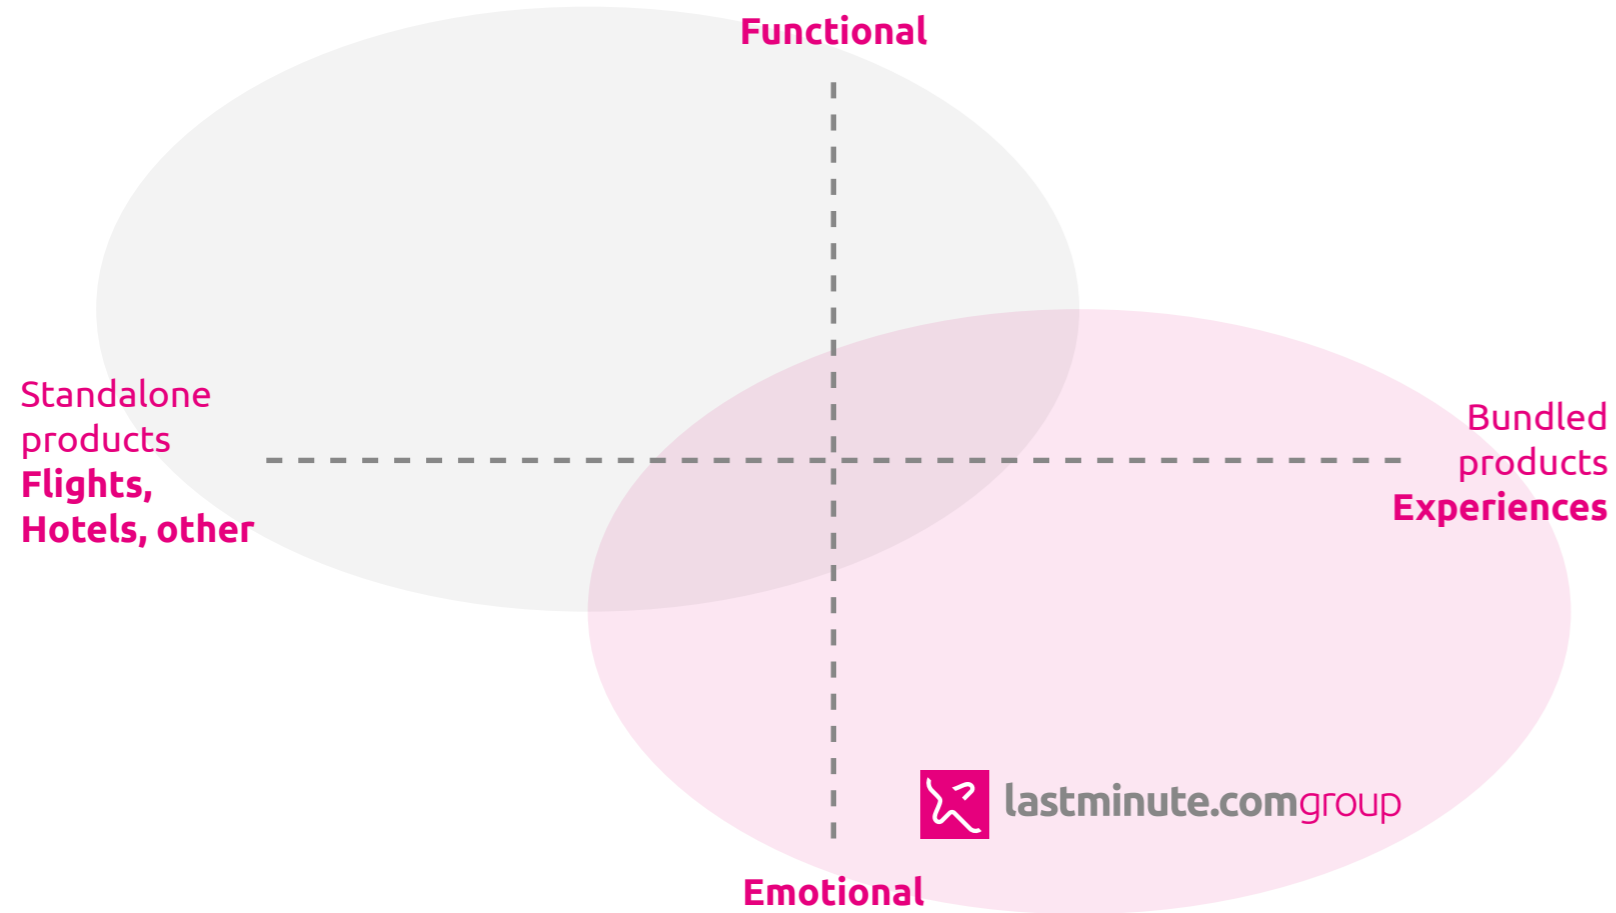 Functional
Standalone
products
Flights,
Hotels, other
Bundled
products
Experiences
lastminute.comgroup
Emotional